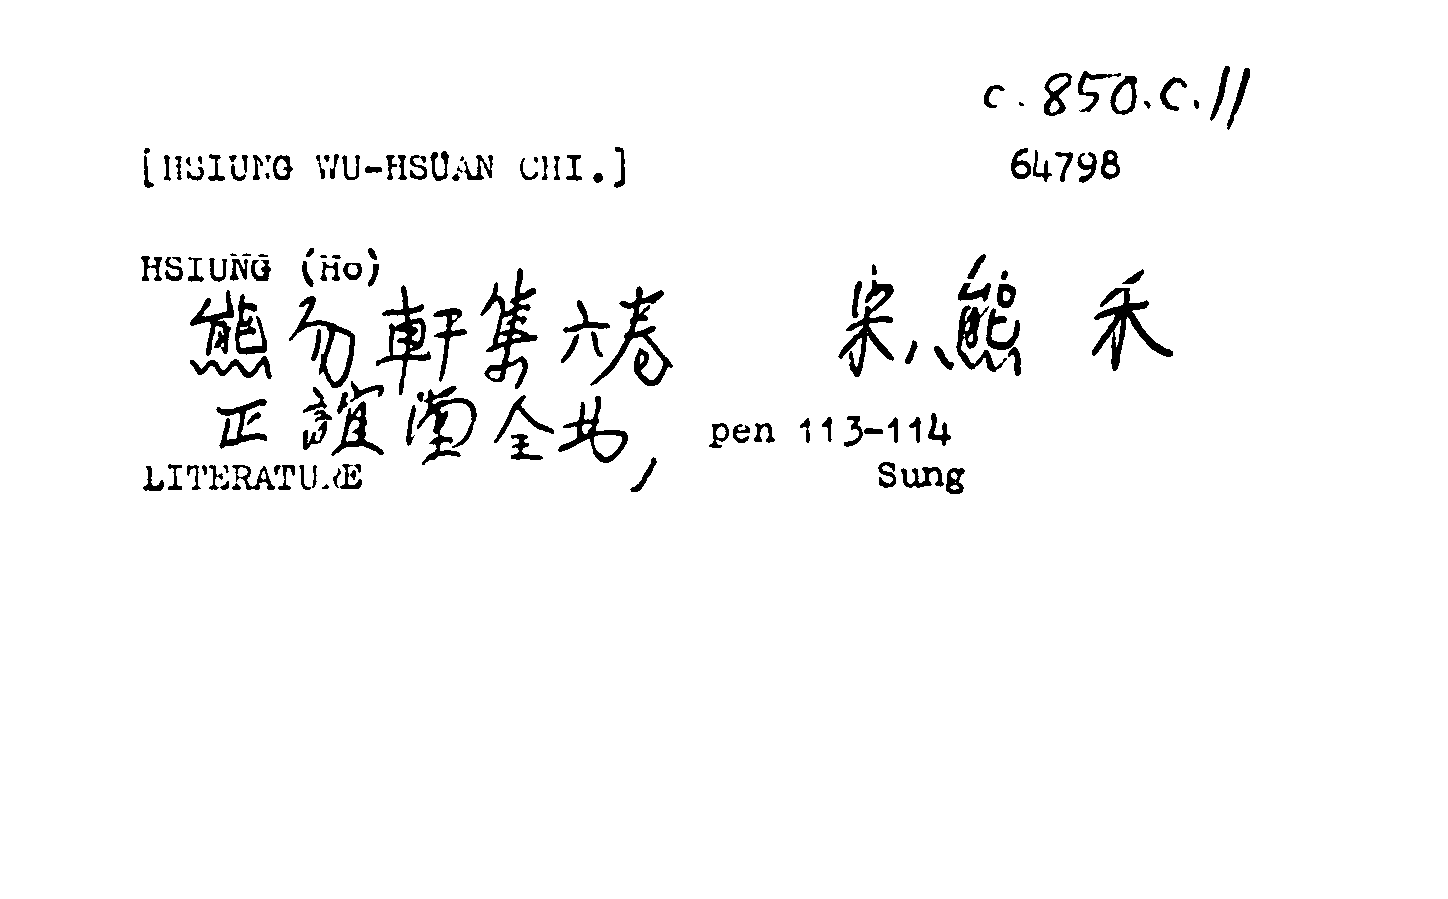 c.850.c.11
[HSIUNG WU-HSÜAN CHI.] 64798
HSIUNG (Ho)
熊勿軒集六卷 宋,熊禾
正誼堂全书, pen 113-114
LITERATURE Sung